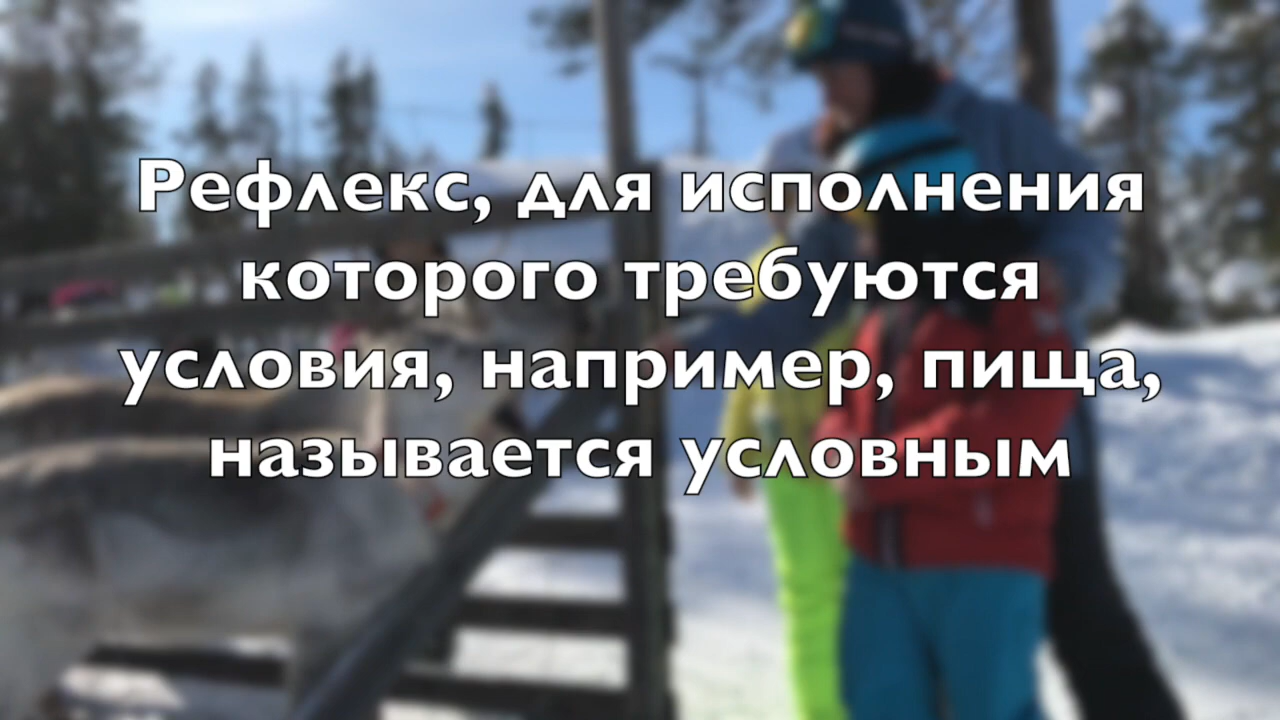 Рефлекс, для исполнения
которого требуются
условия, например, пища,
называется условным